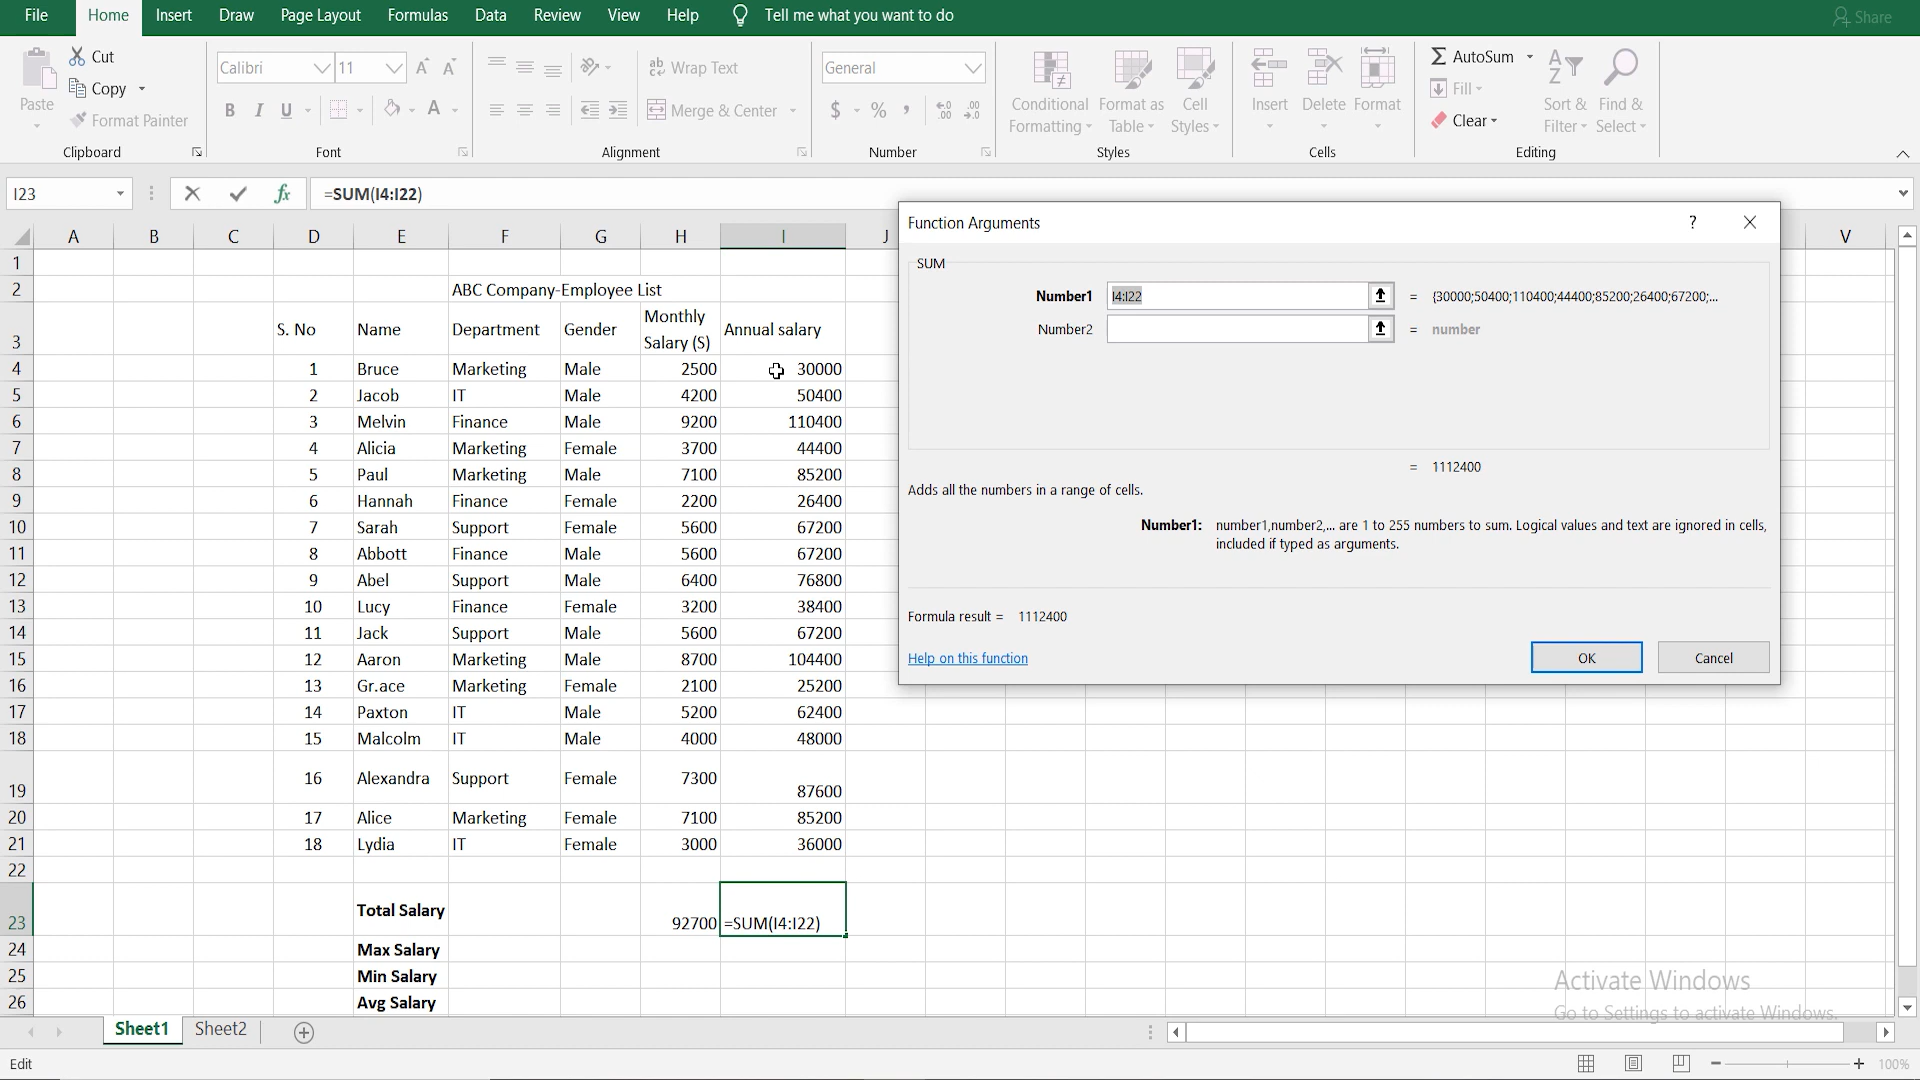 File Home Insert Draw Page Layout Formulas Data Review View Help Tell me what you want to do Share
Cut
Copy
Format Painter
Paste
Clipboard
Calibri 11
B I U A
Font
ab Wrap Text
Merge & Center
Alignment
General
$ % ,
Number
Conditional Formatting
Format as Table
Cell Styles
Styles
Insert Delete Format
Cells
AutoSum
Fill
Clear
Sort & Filter
Find & Select
Editing
I23 fx =SUM(I4:I22)
A B C D E F G H I J V
1
2 ABC Company-Employee List
3 S. No Name Department Gender Monthly Salary (S) Annual salary
4 1 Bruce Marketing Male 2500 30000
5 2 Jacob IT Male 4200 50400
6 3 Melvin Finance Male 9200 110400
7 4 Alicia Marketing Female 3700 44400
8 5 Paul Marketing Male 7100 85200
9 6 Hannah Finance Female 2200 26400
10 7 Sarah Support Female 5600 67200
11 8 Abbott Finance Male 5600 67200
12 9 Abel Support Male 6400 76800
13 10 Lucy Finance Female 3200 38400
14 11 Jack Support Male 5600 67200
15 12 Aaron Marketing Male 8700 104400
16 13 Gr.ace Marketing Female 2100 25200
17 14 Paxton IT Male 5200 62400
18 15 Malcolm IT Male 4000 48000
19 16 Alexandra Support Female 7300 87600
20 17 Alice Marketing Female 7100 85200
21 18 Lydia IT Female 3000 36000
22
23 Total Salary 92700 =SUM(I4:I22)
24 Max Salary
25 Min Salary
26 Avg Salary
Function Arguments ?
SUM
Number1 I4:I22 = {30000;50400;110400;44400;85200;26400;67200;...
Number2 = number
= 1112400
Adds all the numbers in a range of cells.
Number1: number1,number2,... are 1 to 255 numbers to sum. Logical values and text are ignored in cells,
included if typed as arguments.
Formula result = 1112400
Help on this function
OK Cancel
Activate Windows
Go to Settings to activate Windows.
Sheet1 Sheet2
Edit
100%